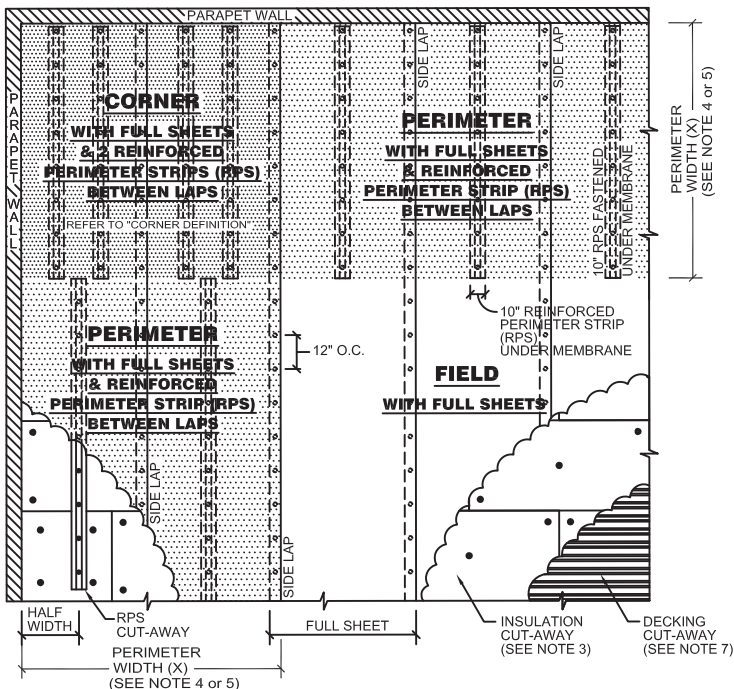 PARAPET WALL
PARAPET WALL
CORNER
WITH FULL SHEETS
& 2 REINFORCED
PERIMETER STRIPS (RPS)
BETWEEN LAPS
REFER TO "CORNER DEFINITION"
SIDE LAP
SIDE LAP
PERIMETER
WITH FULL SHEETS
& REINFORCED
PERIMETER STRIP (RPS)
BETWEEN LAPS
10" RPS FASTENED
UNDER MEMBRANE
PERIMETER
WIDTH (X)
(SEE NOTE 4 or 5)
PERIMETER
WITH FULL SHEETS
& REINFORCED
PERIMETER STRIP (RPS)
BETWEEN LAPS
12" O.C.
10" REINFORCED
PERIMETER STRIP
(RPS)
UNDER MEMBRANE
FIELD
WITH FULL SHEETS
SIDE LAP
SIDE LAP
HALF
WIDTH
RPS
CUT-AWAY
FULL SHEET
INSULATION
CUT-AWAY
(SEE NOTE 3)
DECKING
CUT-AWAY
(SEE NOTE 7)
PERIMETER
WIDTH (X)
(SEE NOTE 4 or 5)